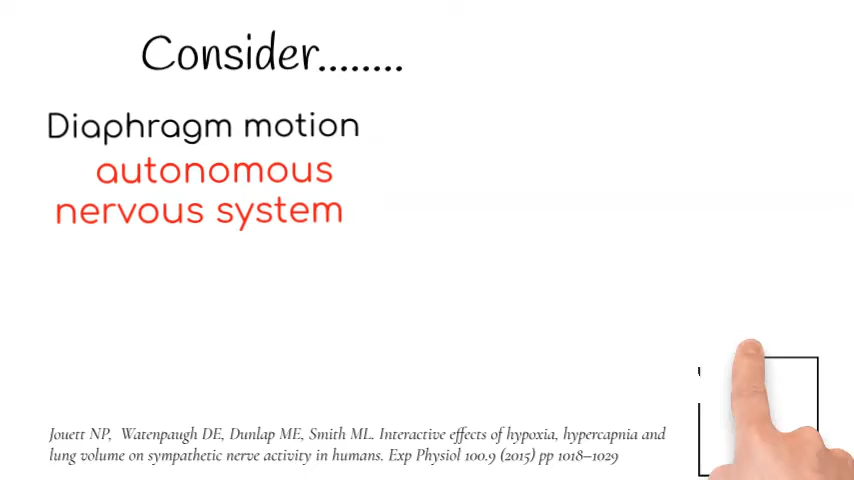 Consider........
Diaphragm motion
autonomous
nervous system
Jouett NP, Watenpaugh DE, Dunlap ME, Smith ML. Interactive effects of hypoxia, hypercapnia and
lung volume on sympathetic nerve activity in humans. Exp Physiol 100.9 (2015) pp 1018–1029